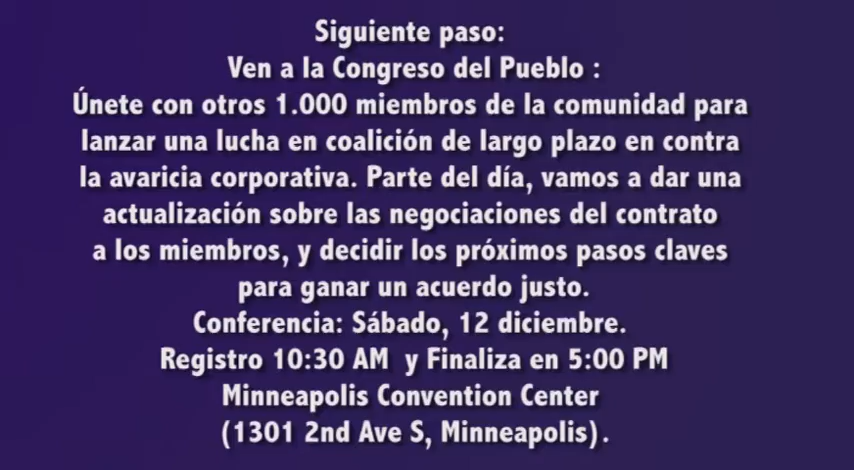 Siguiente paso:
Ven a la Congreso del Pueblo :
Únete con otros 1.000 miembros de la comunidad para
lanzar una lucha en coalición de largo plazo en contra
la avaricia corporativa. Parte del día, vamos a dar una
actualización sobre las negociaciones del contrato
a los miembros, y decidir los próximos pasos claves
para ganar un acuerdo justo.
Conferencia: Sábado, 12 diciembre.
Registro 10:30 AM y Finaliza en 5:00 PM
Minneapolis Convention Center
(1301 2nd Ave S, Minneapolis).